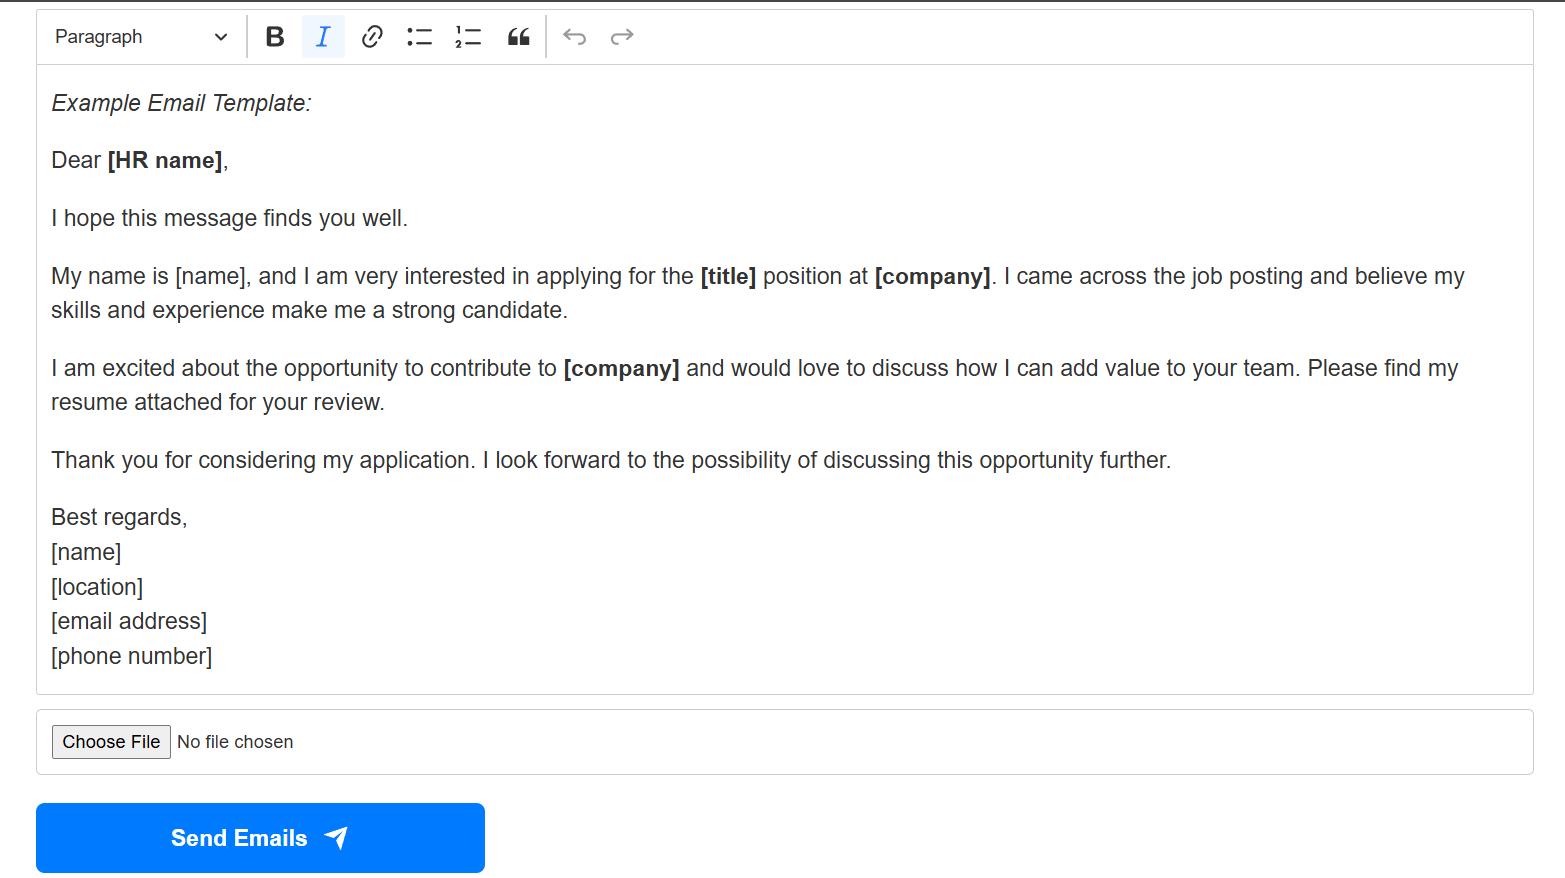 Paragraph B I 1 2
Example Email Template:
Dear [HR name],
I hope this message finds you well.
My name is [name], and I am very interested in applying for the [title] position at [company]. I came across the job posting and believe my
skills and experience make me a strong candidate.
I am excited about the opportunity to contribute to [company] and would love to discuss how I can add value to your team. Please find my
resume attached for your review.
Thank you for considering my application. I look forward to the possibility of discussing this opportunity further.
Best regards,
[name]
[location]
[email address]
[phone number]
Choose File No file chosen
Send Emails